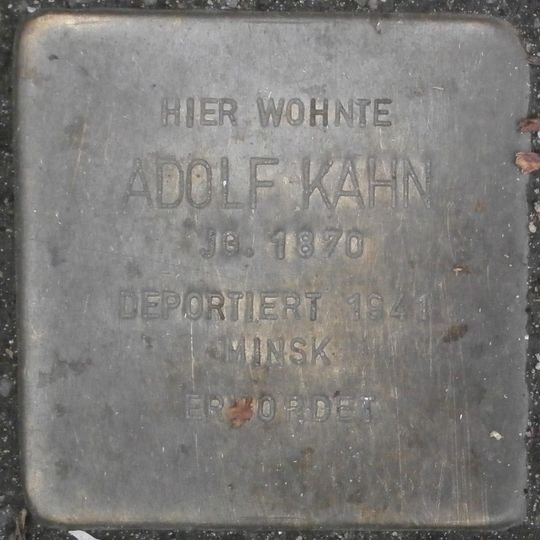 HIER WOHNTE
ADOLF KAHN
JG. 1870
DEPORTIERT 1941
MINSK
ERMORDET